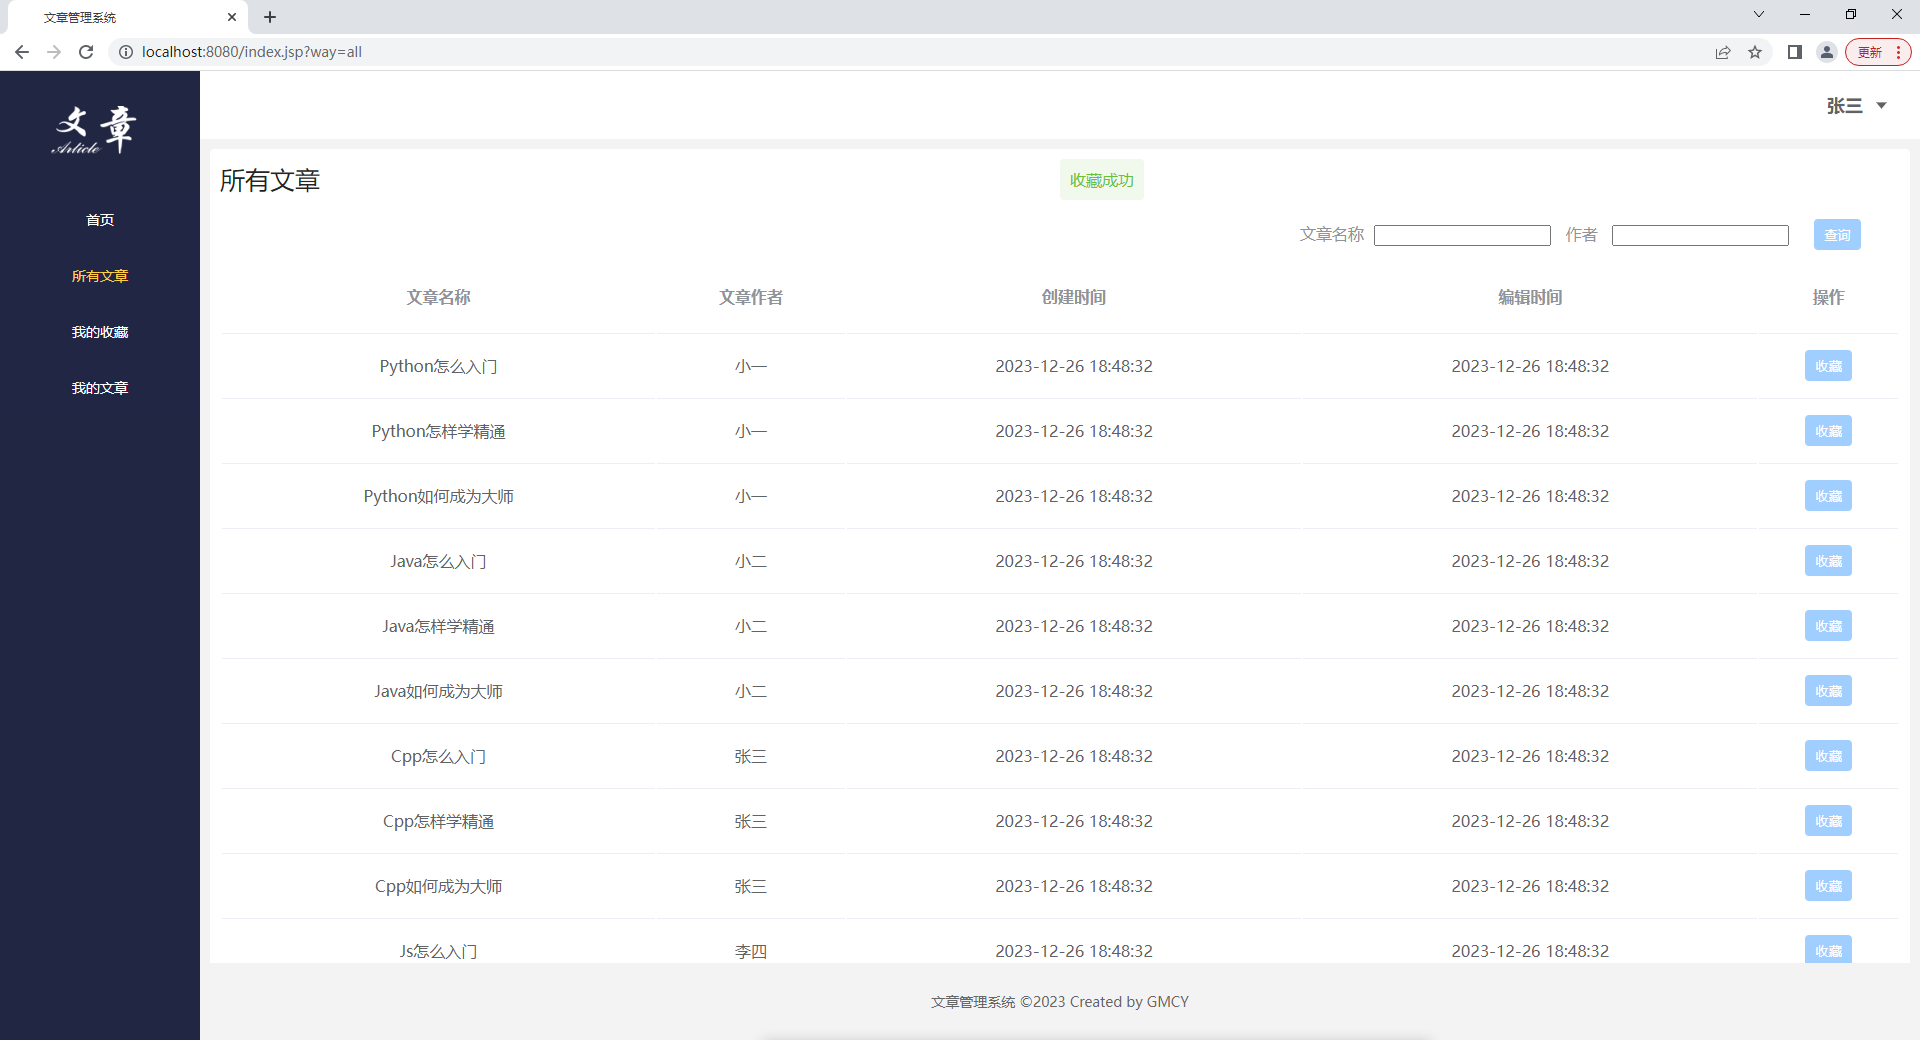 文章管理系统
localhost:8080/index.jsp?way=all
更新
文章
Article
张三
首页
所有文章
我的收藏
我的文章
所有文章
收藏成功
文章名称 作者 查询
文章名称 文章作者 创建时间 编辑时间 操作
Python怎么入门 小一 2023-12-26 18:48:32 2023-12-26 18:48:32 收藏
Python怎样学精通 小一 2023-12-26 18:48:32 2023-12-26 18:48:32 收藏
Python如何成为大师 小一 2023-12-26 18:48:32 2023-12-26 18:48:32 收藏
Java怎么入门 小二 2023-12-26 18:48:32 2023-12-26 18:48:32 收藏
Java怎样学精通 小二 2023-12-26 18:48:32 2023-12-26 18:48:32 收藏
Java如何成为大师 小二 2023-12-26 18:48:32 2023-12-26 18:48:32 收藏
Cpp怎么入门 张三 2023-12-26 18:48:32 2023-12-26 18:48:32 收藏
Cpp怎样学精通 张三 2023-12-26 18:48:32 2023-12-26 18:48:32 收藏
Cpp如何成为大师 张三 2023-12-26 18:48:32 2023-12-26 18:48:32 收藏
Js怎么入门 李四 2023-12-26 18:48:32 2023-12-26 18:48:32 收藏
文章管理系统 ©2023 Created by GMCY